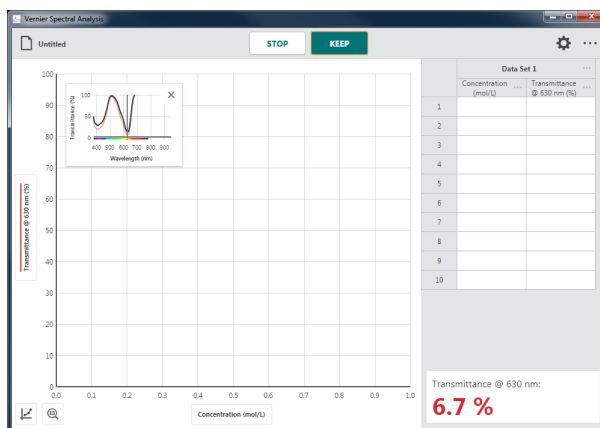 Vernier Spectral Analysis
Untitled
STOP
KEEP
Data Set 1
...
Concentration
(mol/L)
...
Transmittance
@ 630 nm (%)
...
1
2
3
4
5
6
7
8
9
10
Transmittance @ 630 nm (%)
100
90
80
70
60
50
40
30
20
10
0
Transmittance (%)
100
50
0
400 500 600 700 800 900
Wavelength (nm)
0.0 0.1 0.2 0.3 0.4 0.5 0.6 0.7 0.8 0.9 1.0
Concentration (mol/L)
Transmittance @ 630 nm:
6.7 %